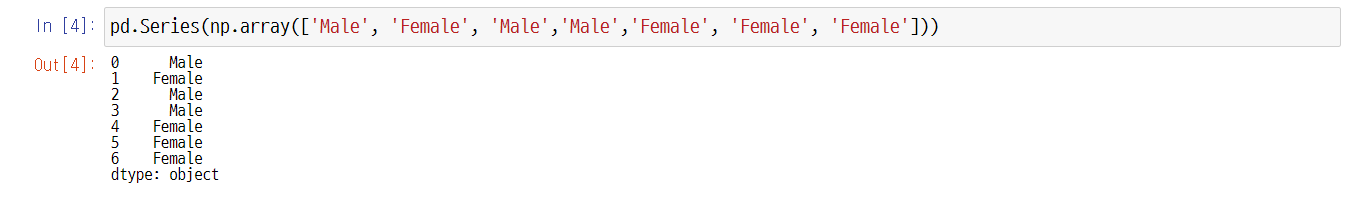 In [4]: pd.Series(np.array(['Male', 'Female', 'Male','Male','Female', 'Female', 'Female']))
Out[4]: 0 Male
1 Female
2 Male
3 Male
4 Female
5 Female
6 Female
dtype: object